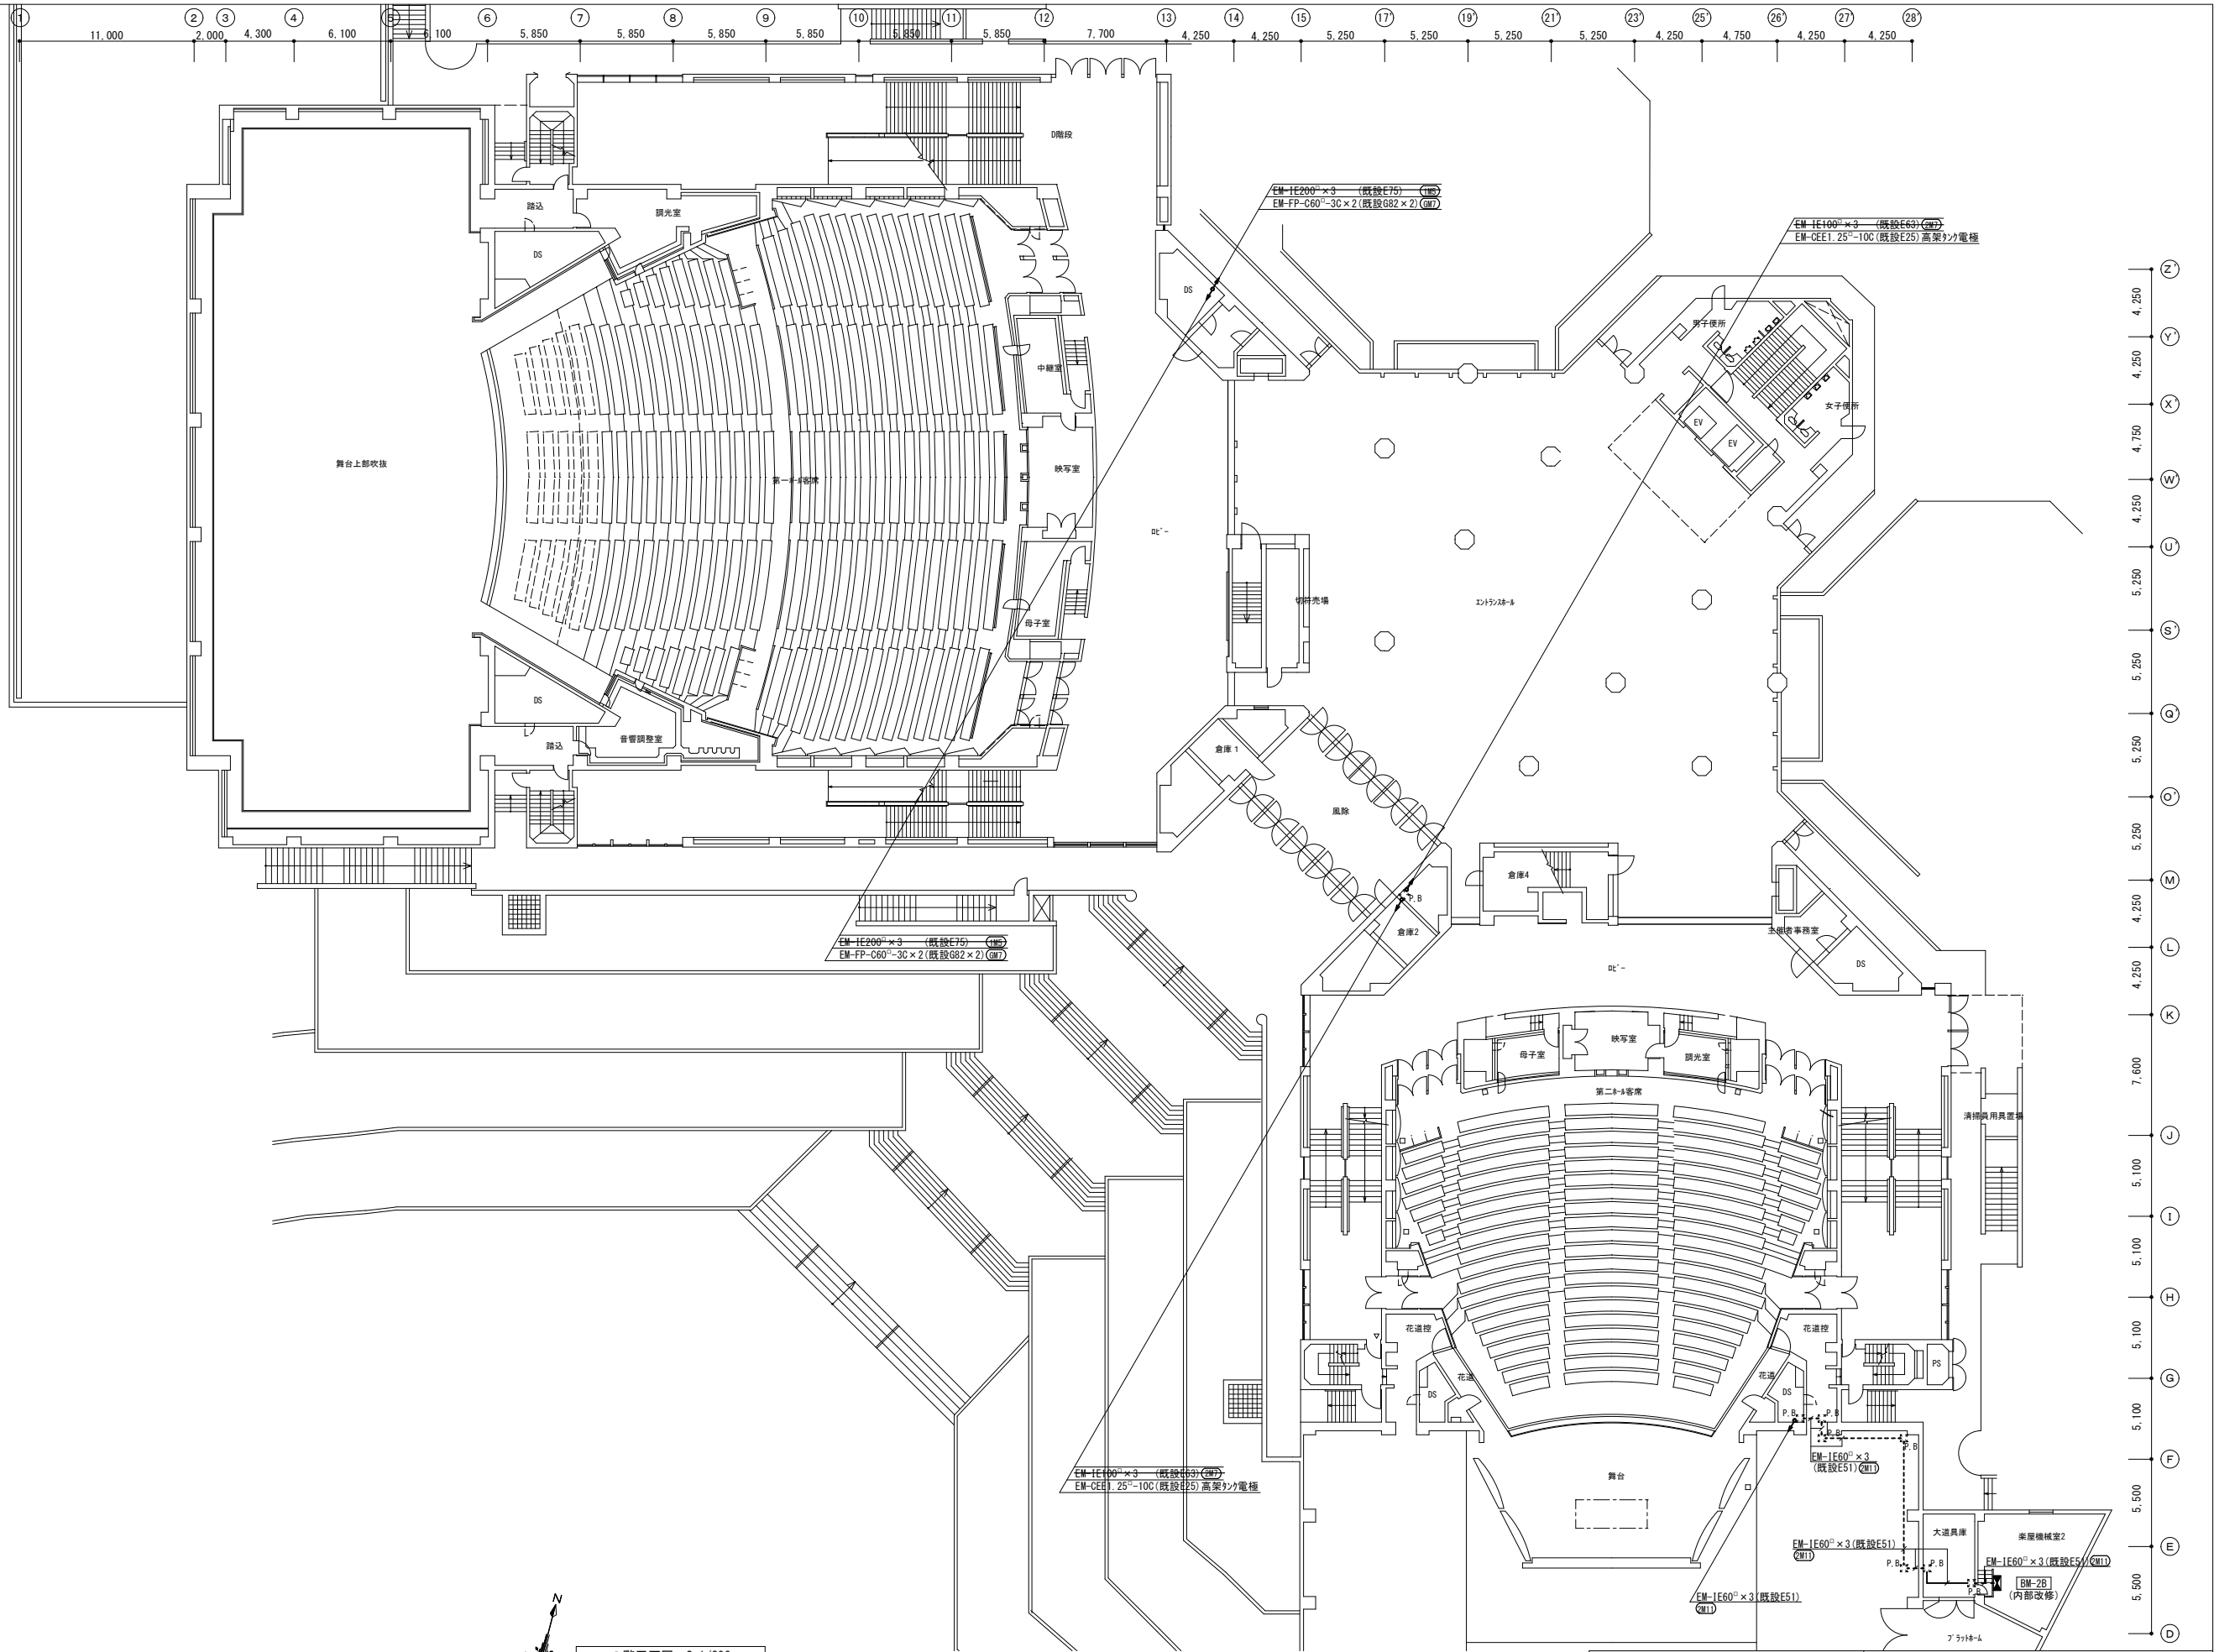 ① ② ③ ④ ⑤ ⑥ ⑦ ⑧ ⑨ ⑩ ⑪ ⑫ ⑬ ⑭ ⑮ 17' 19' 21' 23' 25' 26' 27' 28'
11,000 2,000 4,300 6,100 6,100 5,850 5,850 5,850 5,850 5,850 5,850 7,700 4,250 4,250 5,250 5,250 5,250 5,250 4,250 4,750 4,250 4,250
D階段
EM-IE200□×3 (既設E75) 1M5
EM-FP-C60□-3C×2(既設G82×2) GM7
踏込
調光室
EM-IE100□×3 (既設E63) 2M7
EM-CEE1.25□-10C(既設E25)高架タンク電極
DS
DS
Z'
4,250
男子便所
Y'
4,250
中継室
女子便所
X'
EV
EV
4,750
舞台上部吹抜
映写室
第一ホール客席
W'
4,250
ロビー
U'
切符売場
エントランスホール
5,250
母子室
S'
5,250
DS
Q'
踏込
音響調整室
倉庫1
5,250
風除
O'
5,250
倉庫4
M
P.B
4,250
倉庫2
主催者事務室
EM-IE200□×3 (既設E75) 1M5
EM-FP-C60□-3C×2(既設G82×2) GM7
L
ロビー
DS
4,250
K
母子室
映写室
調光室
7,600
第二ホール客席
清掃員用具置場
J
5,100
I
5,100
H
花道控
花道控
5,100
PS
花道
花道
G
DS
DS
P.B
P.B
5,100
P.B
P.B
EM-IE60□×3
(既設E51) 2M11
F
EM-IE100□×3 (既設E63) 2M7
EM-CEE1.25□-10C(既設E25)高架タンク電極
舞台
5,500
大道具庫
楽屋機械室2
EM-IE60□×3(既設E51)
2M11
E
P.B
P.B
EM-IE60□×3(既設E51) 2M11
P.B
BM-2B
(内部改修)
5,500
EM-IE60□×3(既設E51)
2M11
N
プラットホーム
D